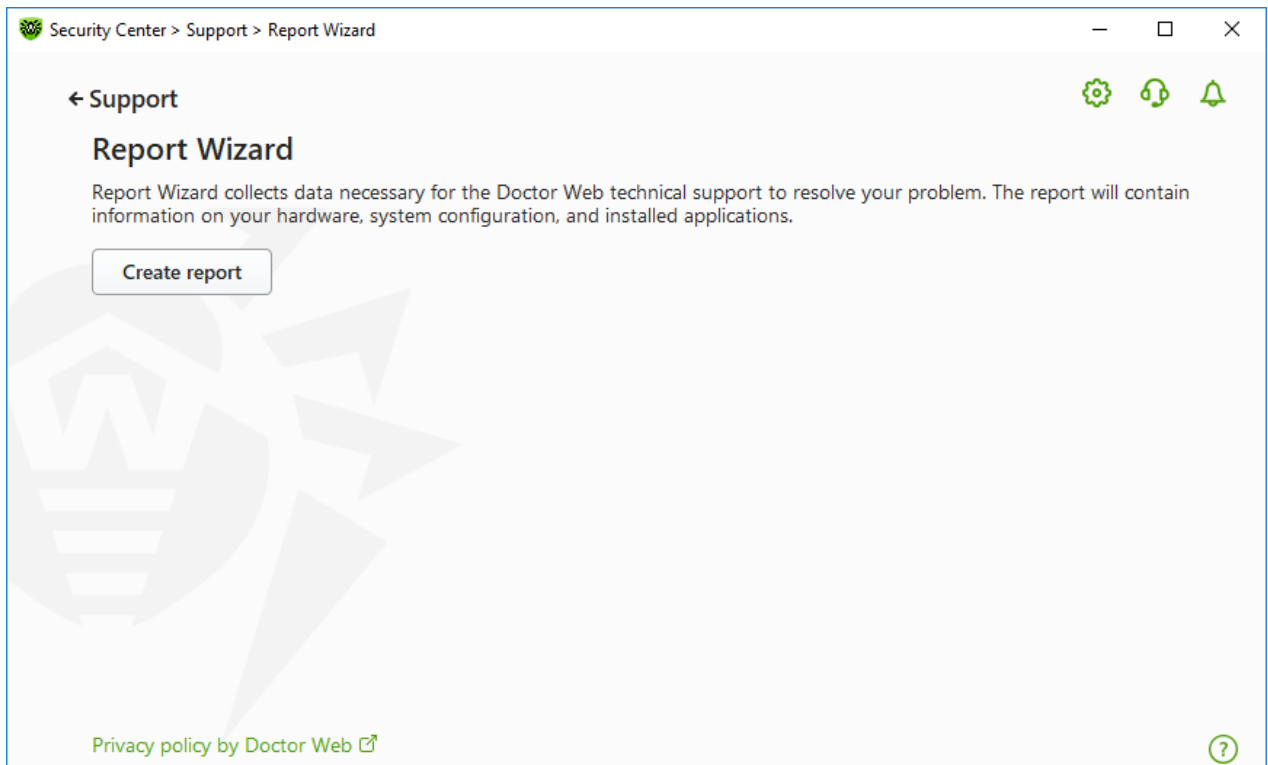 Security Center > Support > Report Wizard
Support
Report Wizard
Report Wizard collects data necessary for the Doctor Web technical support to resolve your problem. The report will contain
information on your hardware, system configuration, and installed applications.
Create report
Privacy policy by Doctor Web
?